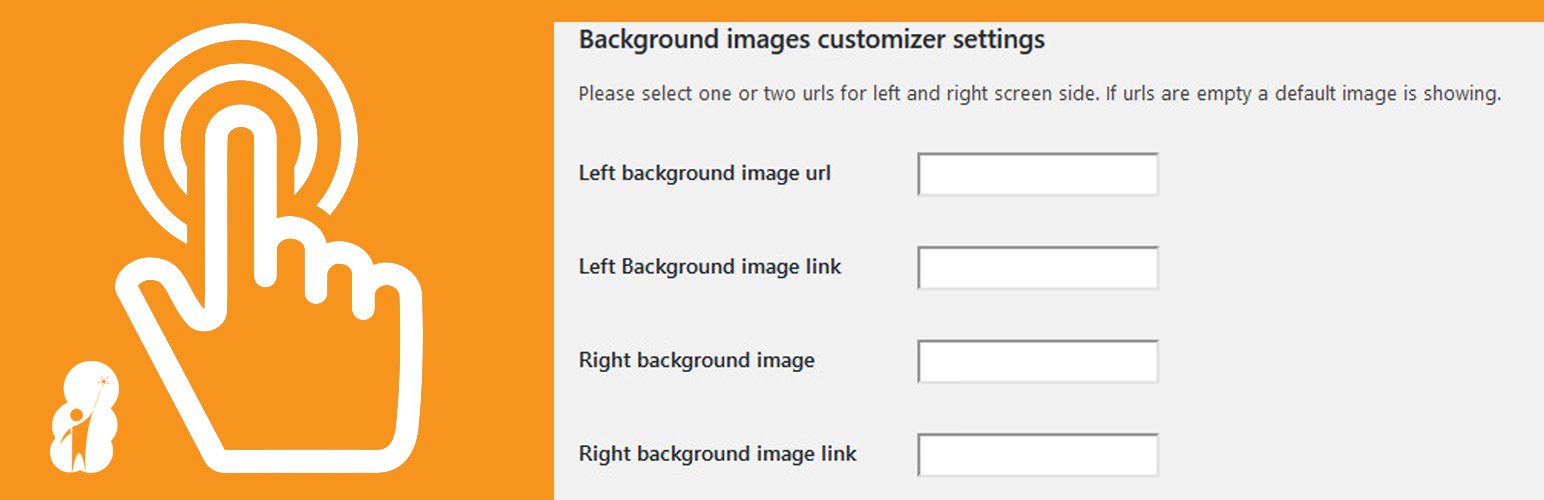 Background images customizer settings
Please select one or two urls for left and right screen side. If urls are empty a default image is showing.
Left background image url
Left Background image link
Right background image
Right background image link